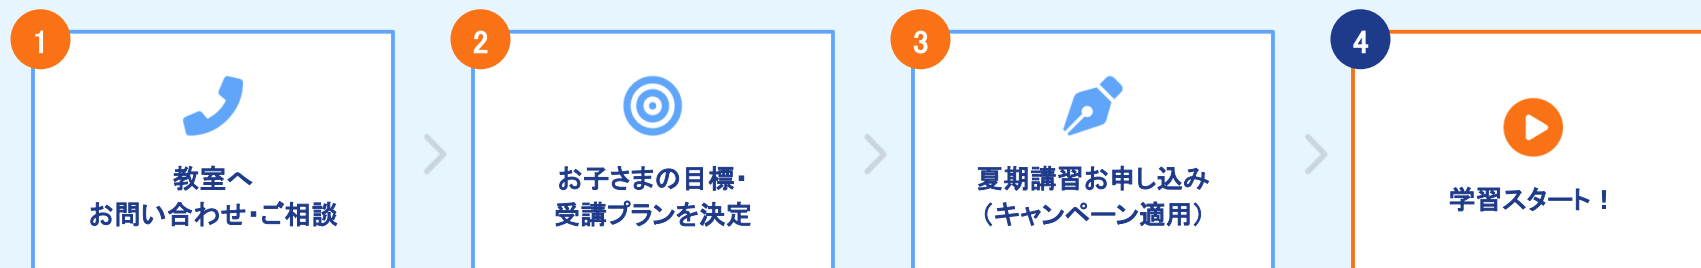 1
教室へ
お問い合わせ・ご相談
2
お子さまの目標・
受講プランを決定
3
夏期講習お申し込み
（キャンペーン適用）
4
学習スタート！